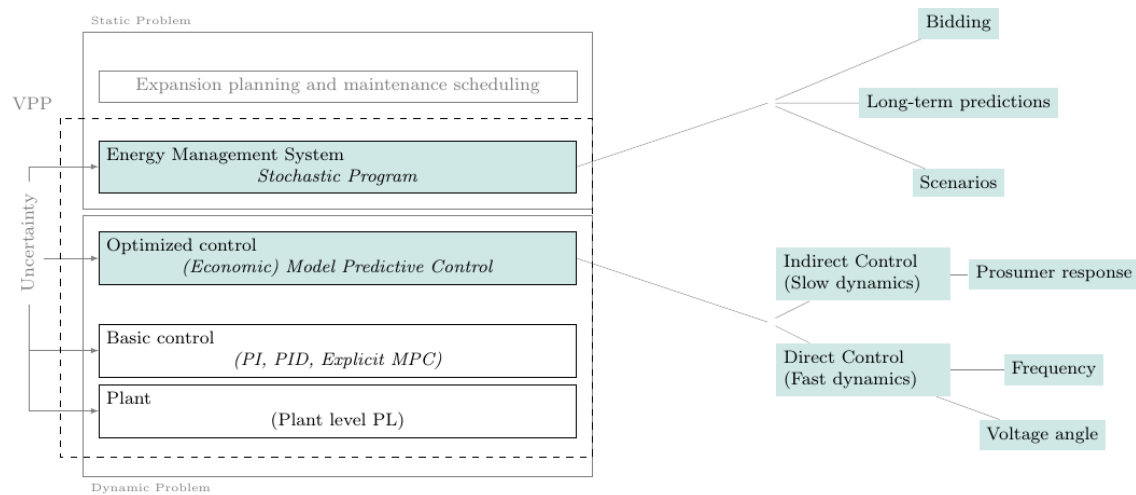 Static Problem
Expansion planning and maintenance scheduling
VPP
Energy Management System
Stochastic Program
Uncertainty
Optimized control
(Economic) Model Predictive Control
Basic control
(PI, PID, Explicit MPC)
Plant
(Plant level PL)
Dynamic Problem
Bidding
Long-term predictions
Scenarios
Indirect Control
(Slow dynamics)
Prosumer response
Direct Control
(Fast dynamics)
Frequency
Voltage angle